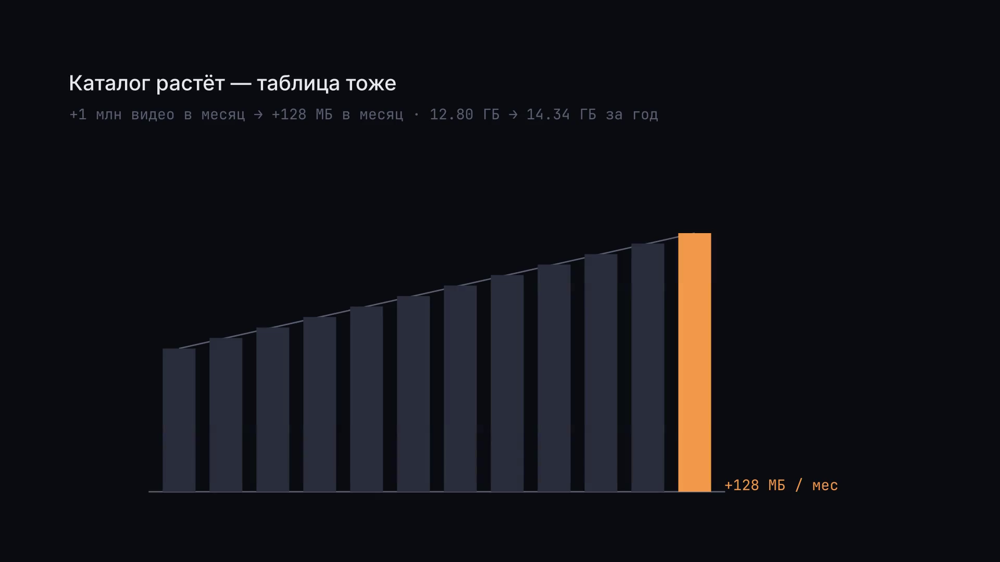 Каталог растёт — таблица тоже
+1 млн видео в месяц → +128 МБ в месяц · 12.80 ГБ → 14.34 ГБ за год
+128 МБ / мес